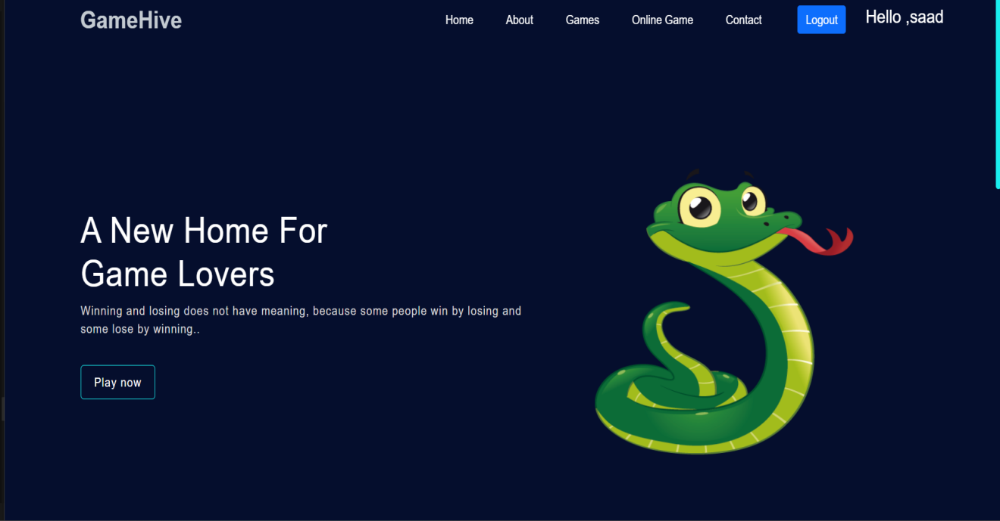 GameHive
Home
About
Games
Online Game
Contact
Logout
Hello ,saad
A New Home For
Game Lovers
Winning and losing does not have meaning, because some people win by losing and
some lose by winning..
Play now